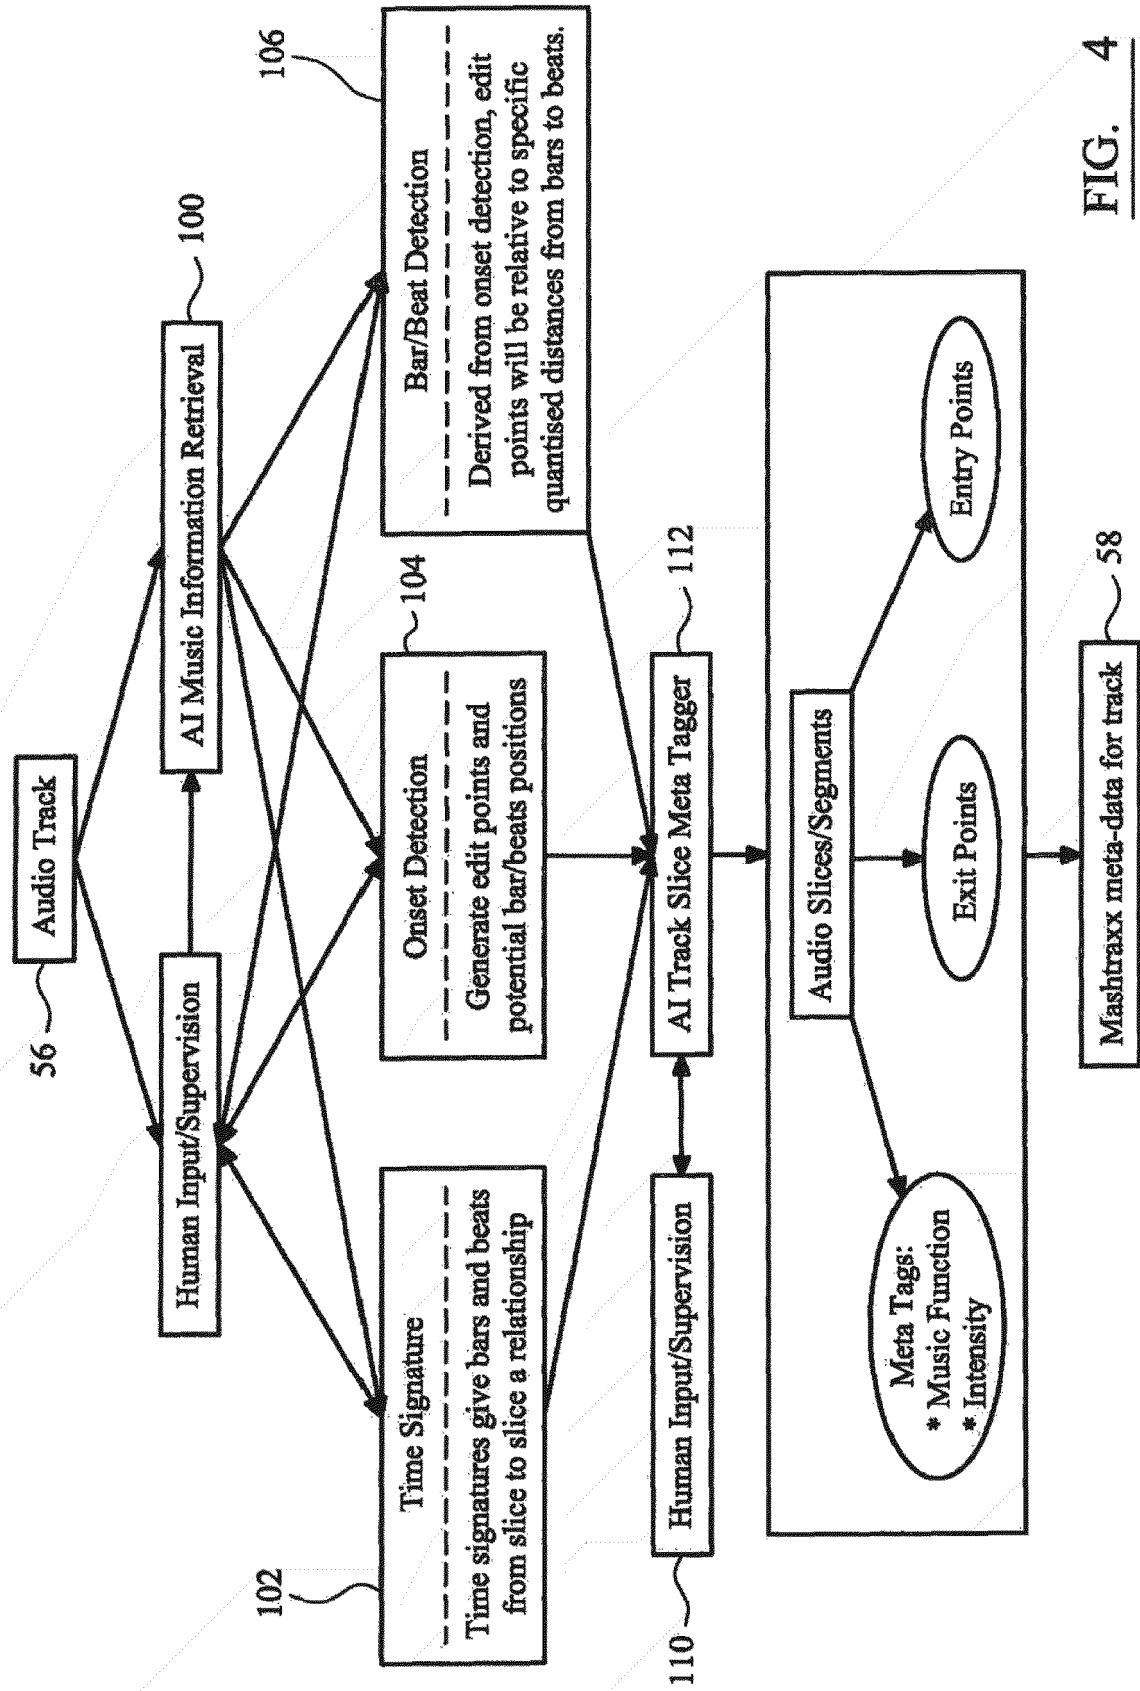 Audio Track
56
Human Input/Supervision
AI Music Information Retrieval
100
102
Time Signature
Time signatures give bars and beats
from slice to slice a relationship
Onset Detection
104
Generate edit points and
potential bar/beats positions
106
Bar/Beat Detection
Derived from onset detection, edit
points will be relative to specific
quantised distances from bars to beats.
110
Human Input/Supervision
AI Track Slice Meta Tagger
112
Audio Slices/Segments
Meta Tags:
* Music Function
* Intensity
Exit Points
Entry Points
Mashtraxx meta-data for track
58
FIG. 4